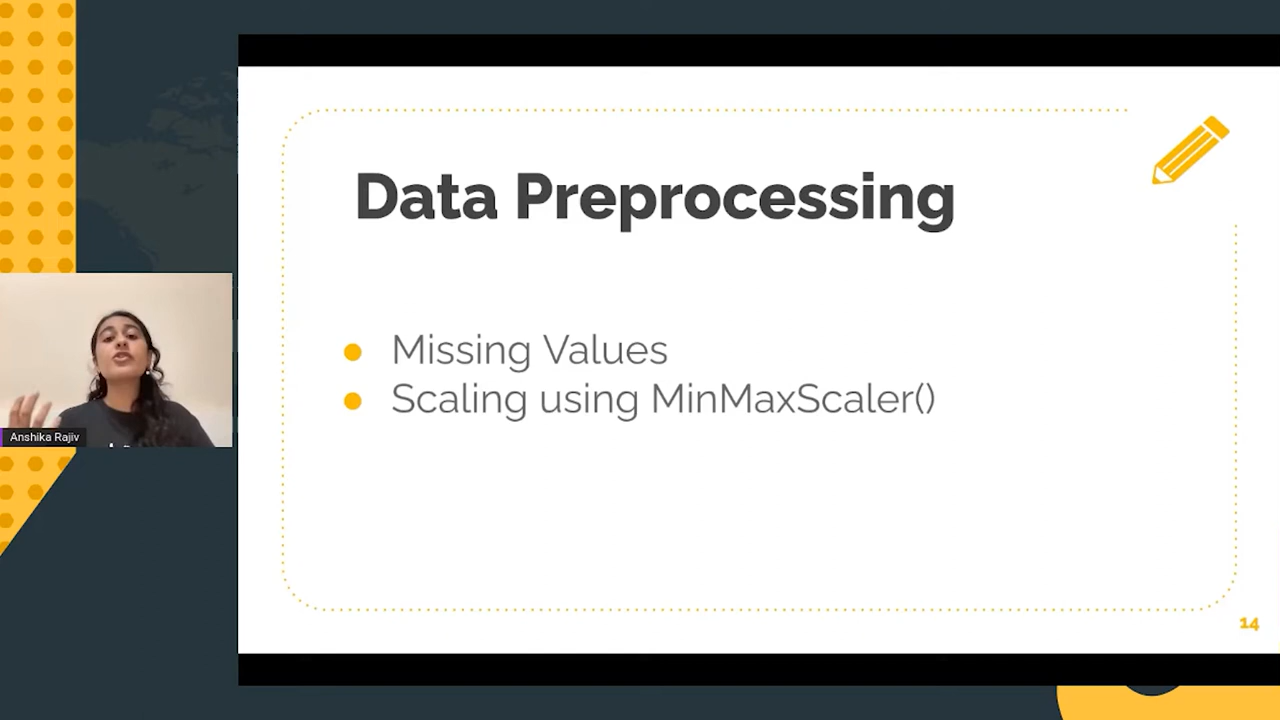 Data Preprocessing
Missing Values
Scaling using MinMaxScaler()
Anshika Rajiv
14